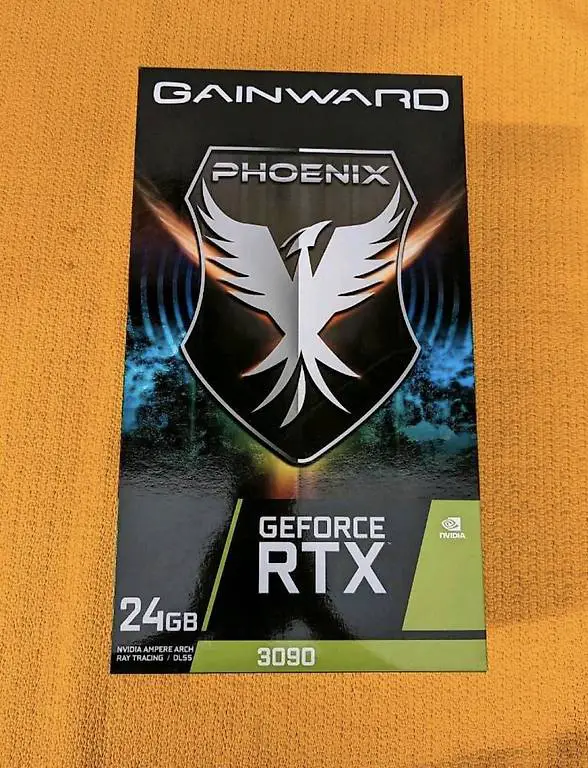 GAINWARD
PHOENIX
GEFORCE
RTX
NVIDIA
24GB
NVIDIA AMPERE ARCH
RAY TRACING / DLSS
3090